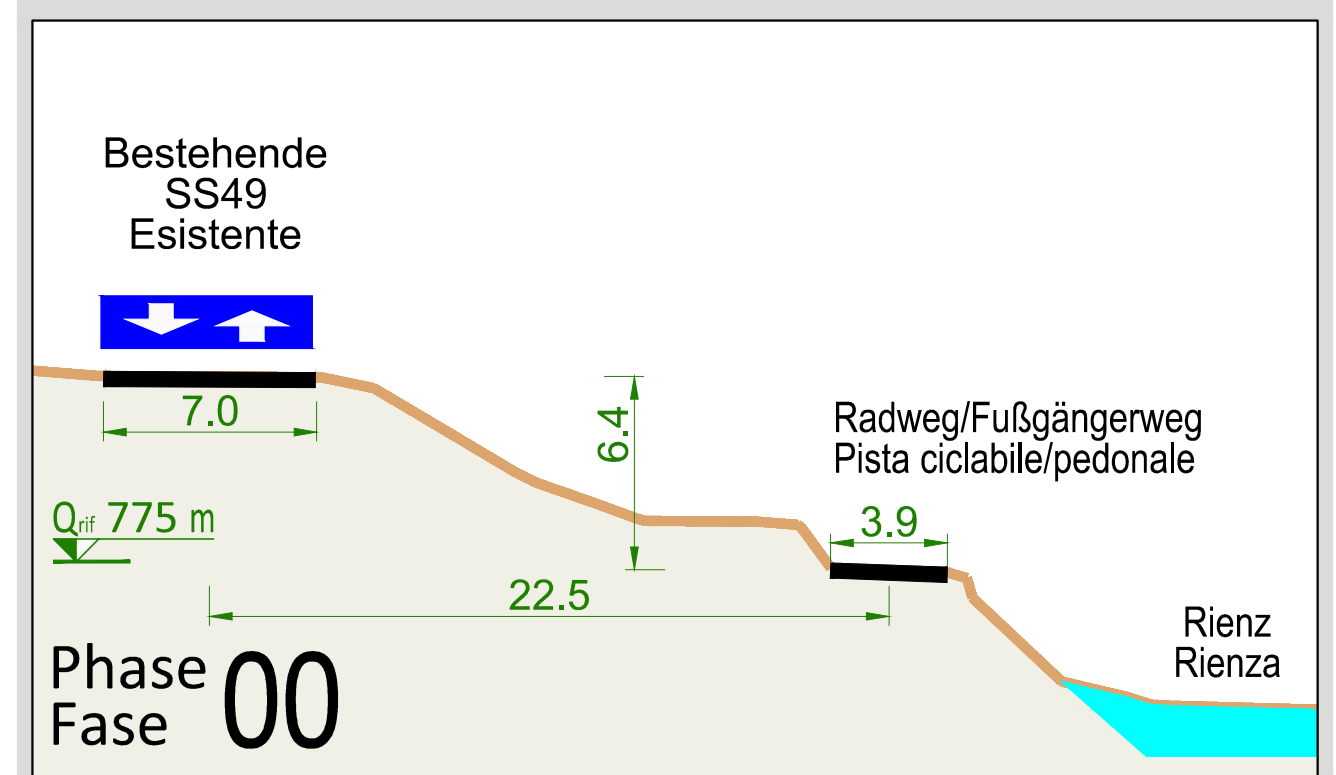 Bestehende
SS49
Esistente
7.0
6.4
Radweg/Fußgängerweg
Pista ciclabile/pedonale
3.9
Qrif 775 m
22.5
Rienz
Rienza
Phase
Fase
00